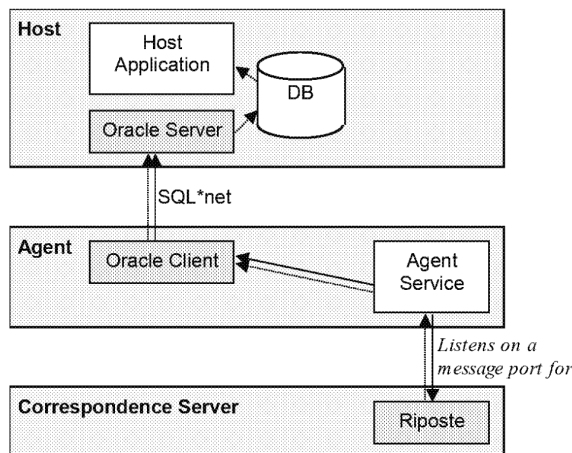 Host
Host
Application
DB
Oracle Server
SQL*net
Agent
Oracle Client
Agent
Service
Listens on a
message port for
Correspondence Server
Riposte